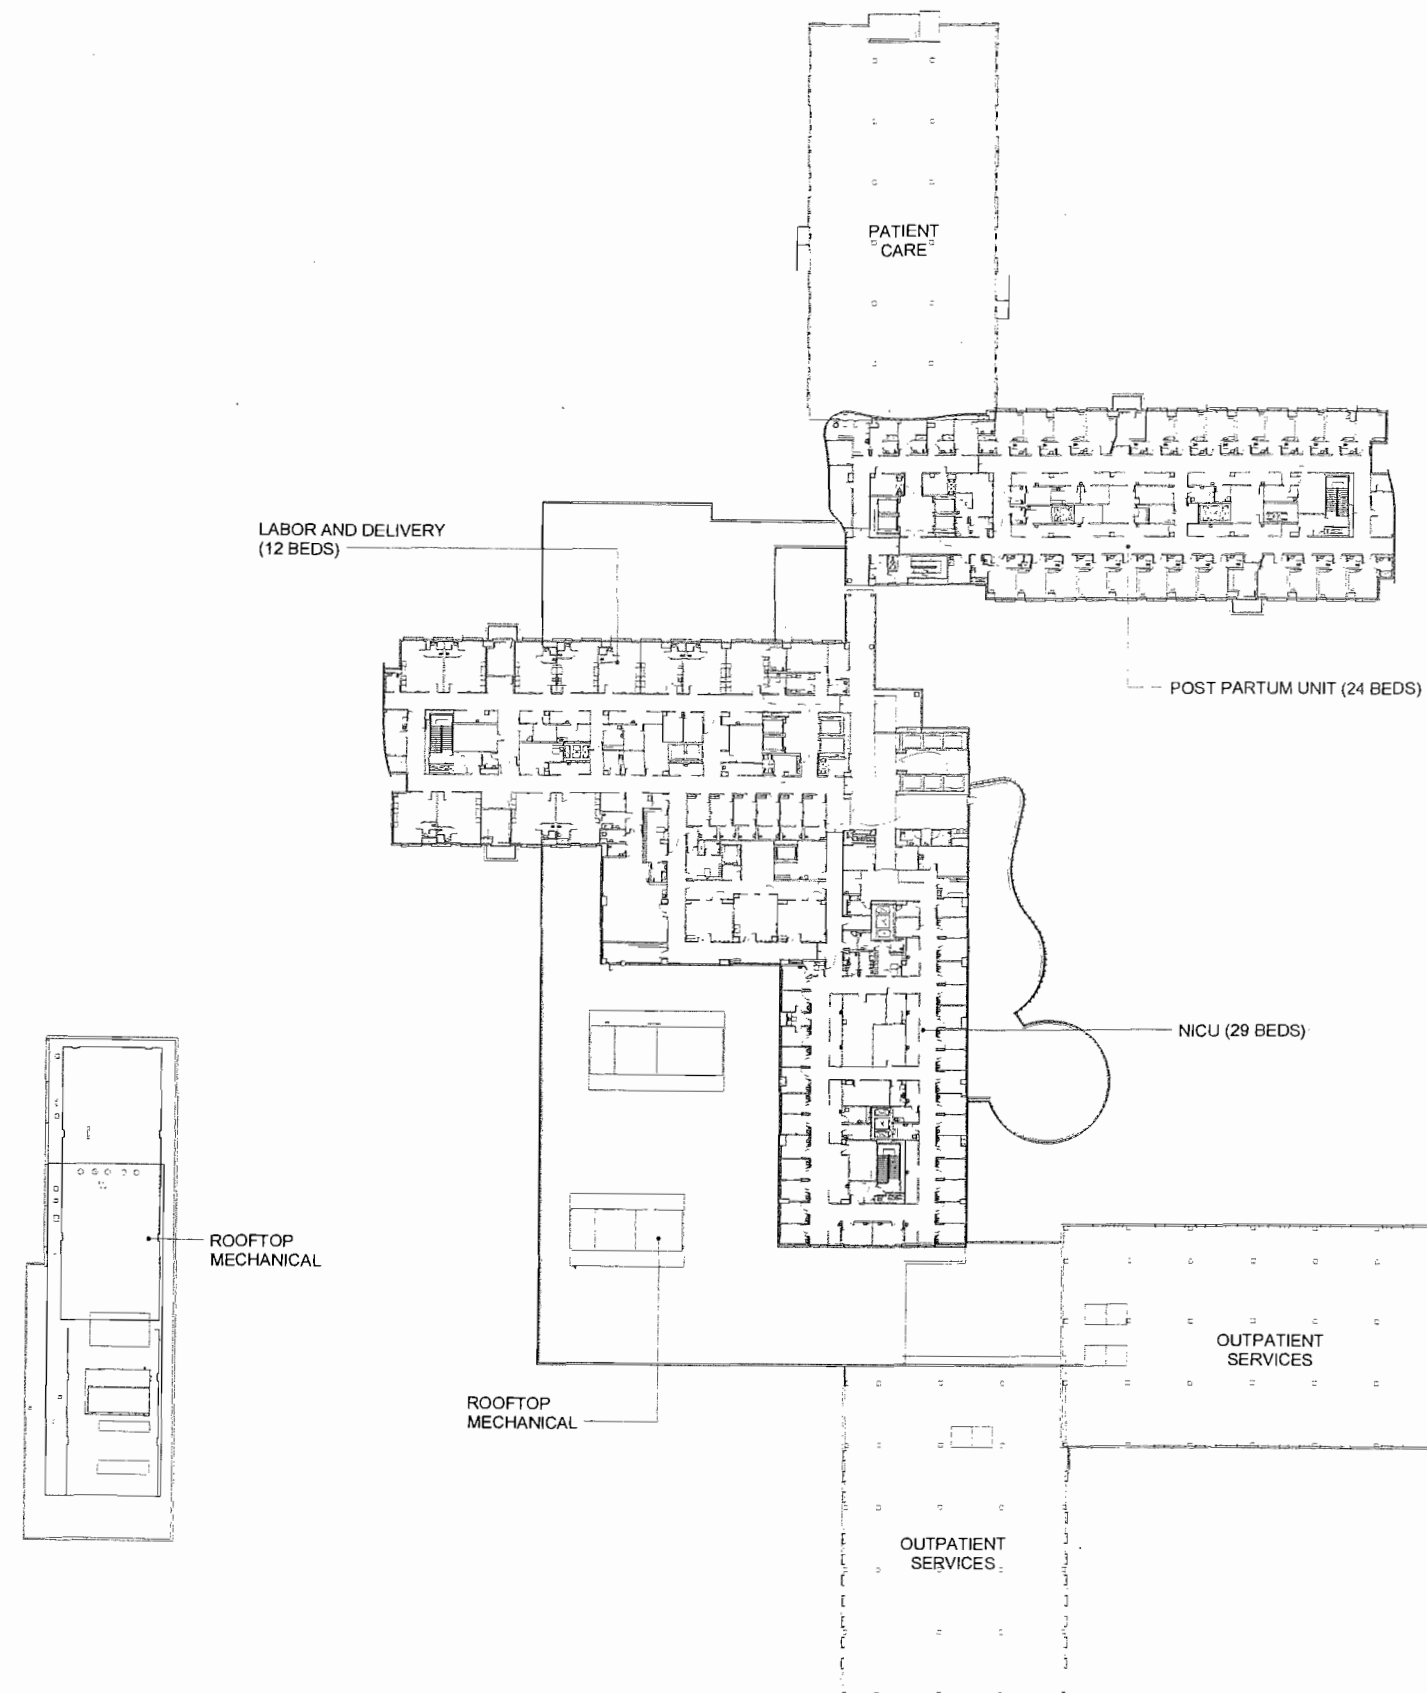 PATIENT
CARE
LABOR AND DELIVERY
(12 BEDS)
POST PARTUM UNIT (24 BEDS)
NICU (29 BEDS)
ROOFTOP
MECHANICAL
OUTPATIENT
SERVICES
ROOFTOP
MECHANICAL
OUTPATIENT
SERVICES